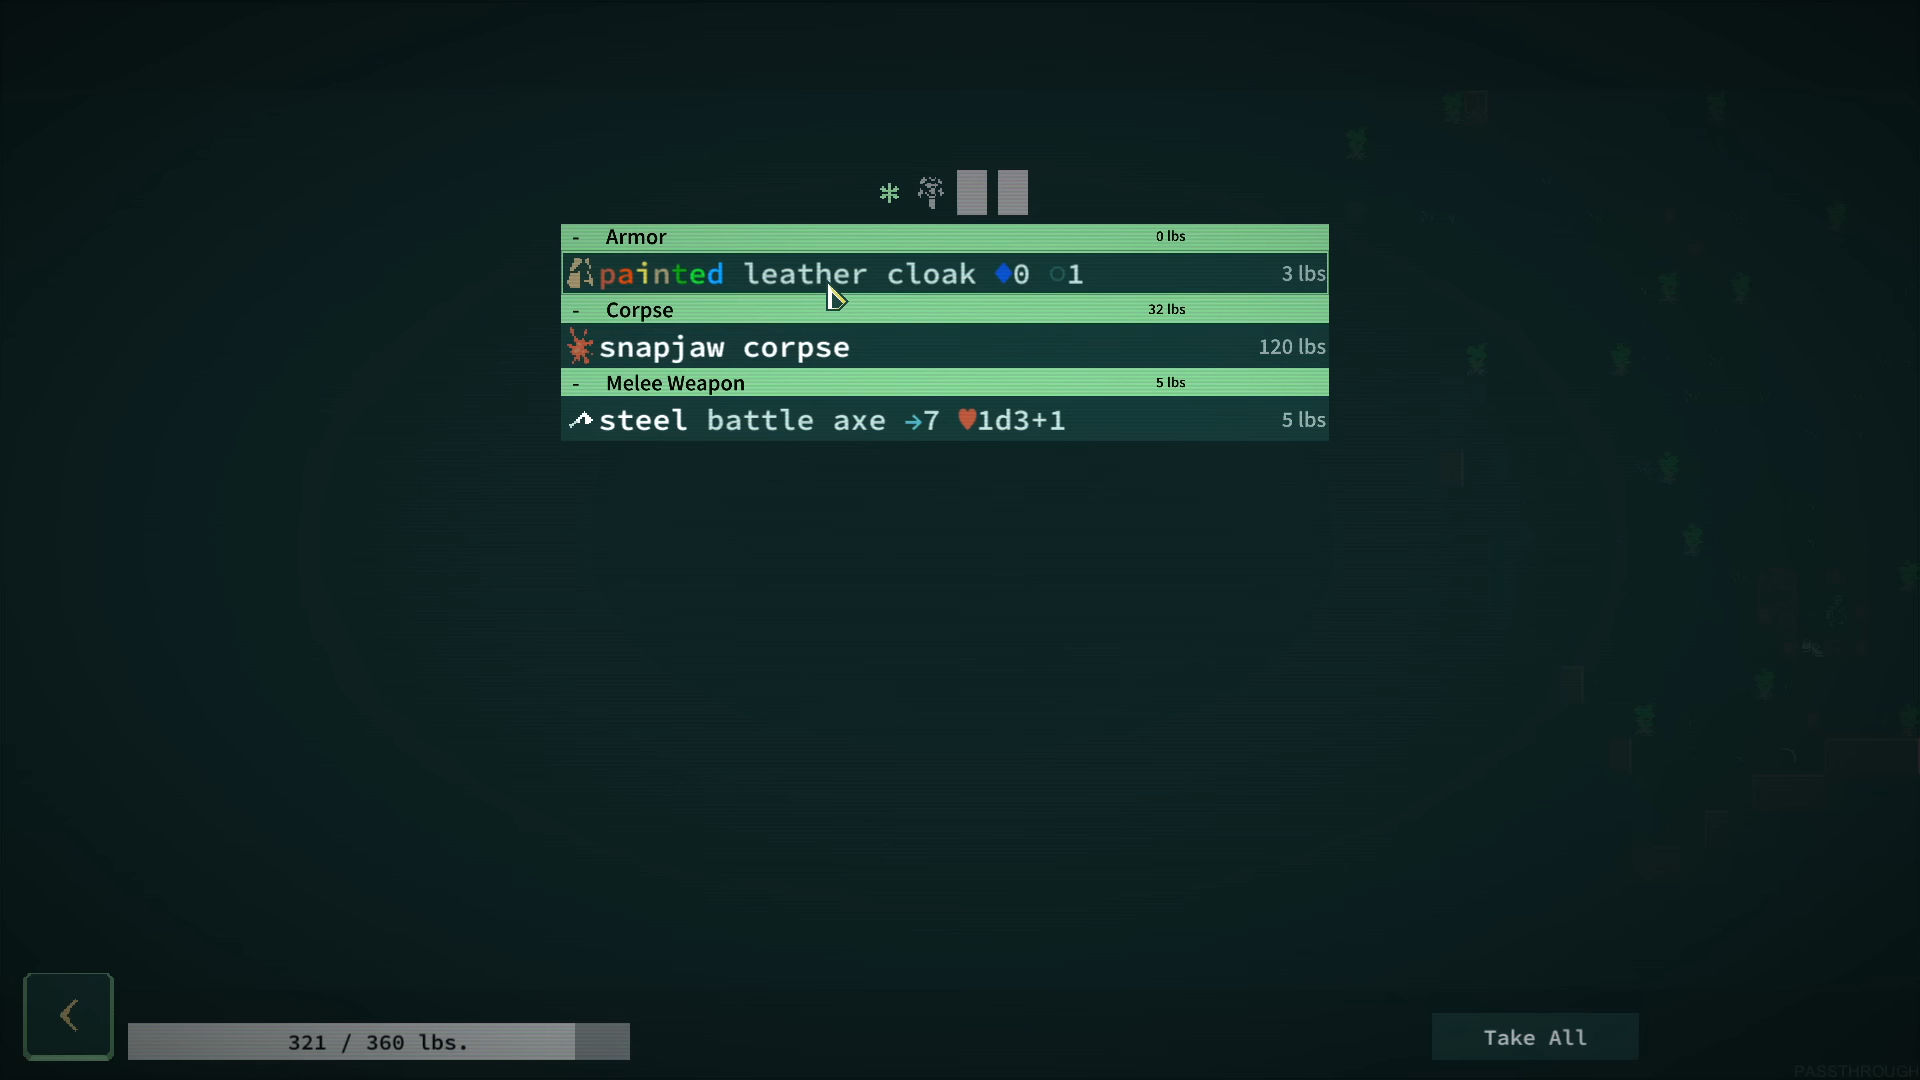 - Armor 0 lbs
painted leather cloak ◆0 ○1 3 lbs
- Corpse 32 lbs
snapjaw corpse 120 lbs
- Melee Weapon 5 lbs
steel battle axe →7 ♥1d3+1 5 lbs
321 / 360 lbs.
Take All
PASSTHROUGH